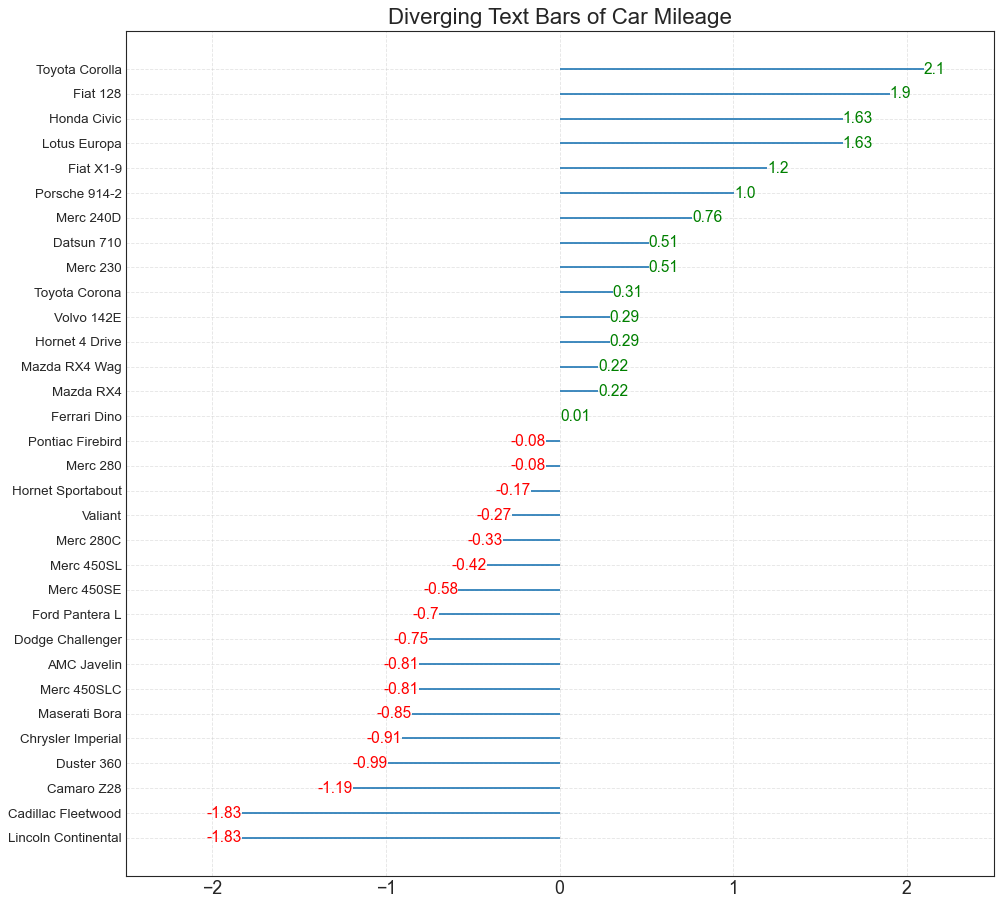 Diverging Text Bars of Car Mileage
Toyota Corolla 2.1
Fiat 128 1.9
Honda Civic 1.63
Lotus Europa 1.63
Fiat X1-9 1.2
Porsche 914-2 1.0
Merc 240D 0.76
Datsun 710 0.51
Merc 230 0.51
Toyota Corona 0.31
Volvo 142E 0.29
Hornet 4 Drive 0.29
Mazda RX4 Wag 0.22
Mazda RX4 0.22
Ferrari Dino 0.01
Pontiac Firebird -0.08
Merc 280 -0.08
Hornet Sportabout -0.17
Valiant -0.27
Merc 280C -0.33
Merc 450SL -0.42
Merc 450SE -0.58
Ford Pantera L -0.7
Dodge Challenger -0.75
AMC Javelin -0.81
Merc 450SLC -0.81
Maserati Bora -0.85
Chrysler Imperial -0.91
Duster 360 -0.99
Camaro Z28 -1.19
Cadillac Fleetwood -1.83
Lincoln Continental -1.83
−2 −1 0 1 2